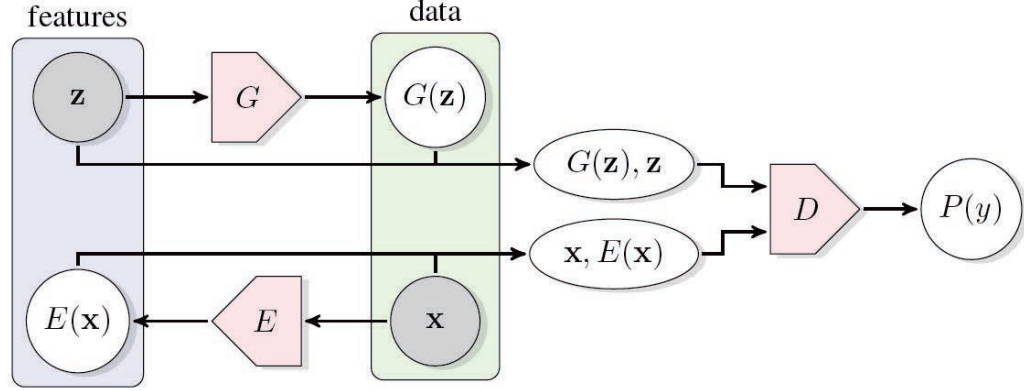 features
data
z
G
G(z)
G(z), z
D
P(y)
x, E(x)
E(x)
E
x